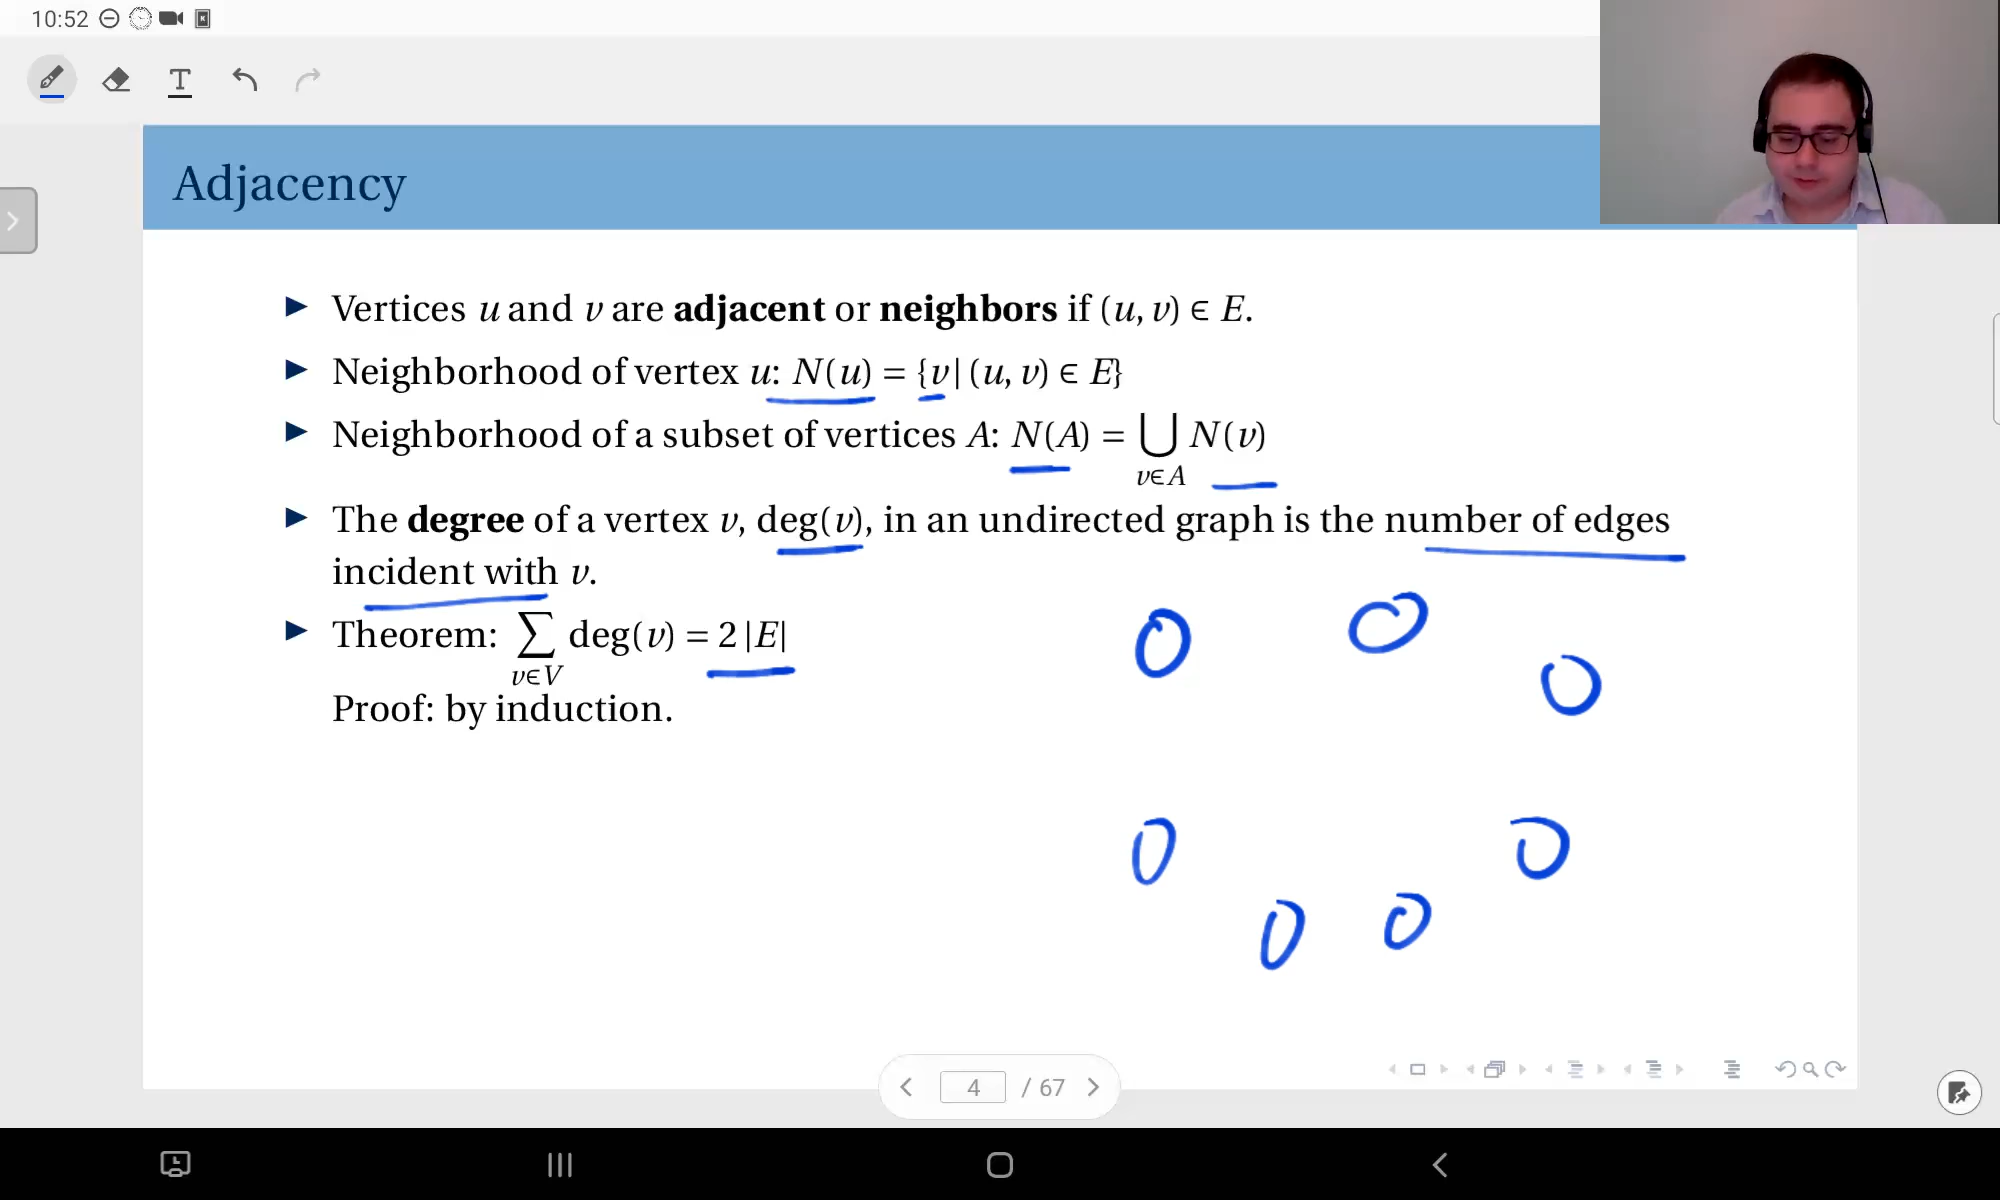 10:52
T
Adjacency
▶ Vertices u and v are adjacent or neighbors if (u, v) ∈ E.
▶ Neighborhood of vertex u: N(u) = {v| (u, v) ∈ E}
▶ Neighborhood of a subset of vertices A: N(A) = ⋃ N(v)
v∈A
▶ The degree of a vertex v, deg(v), in an undirected graph is the number of edges
incident with v.
▶ Theorem: ∑ deg(v) = 2 |E|
v∈V
Proof: by induction.
4 / 67